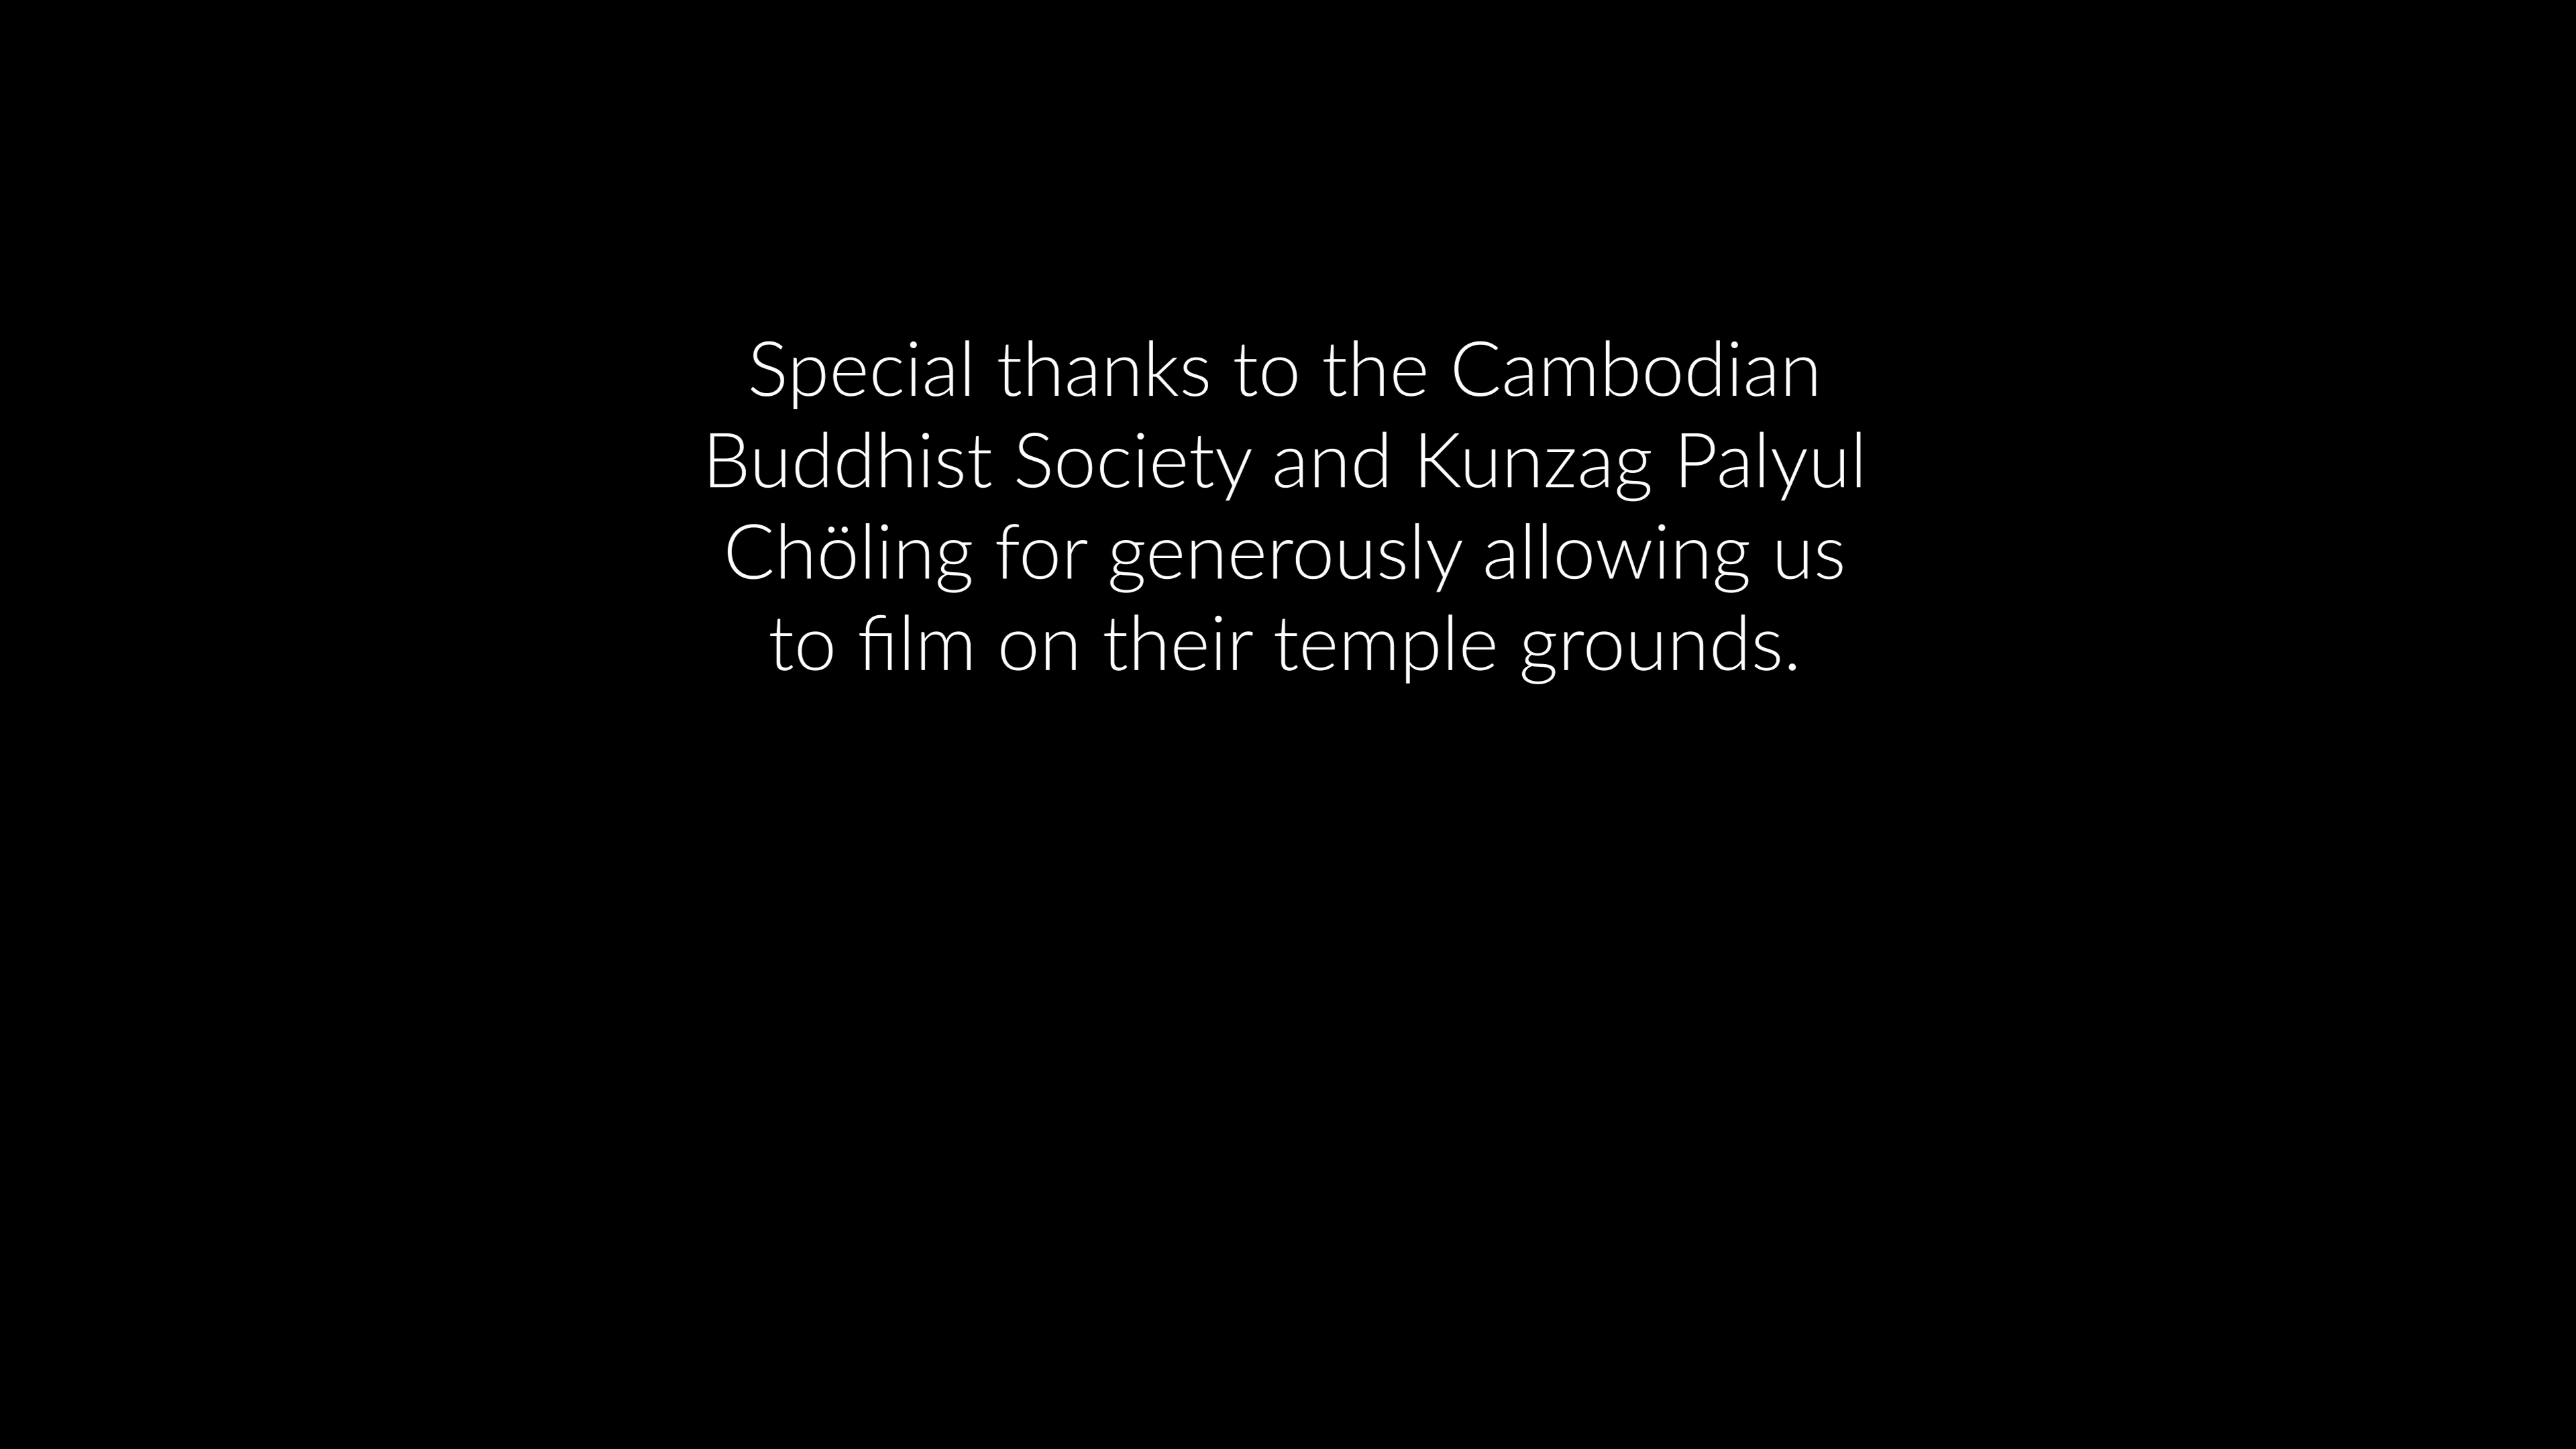 Special thanks to the Cambodian
Buddhist Society and Kunzag Palyul
Chöling for generously allowing us
to film on their temple grounds.